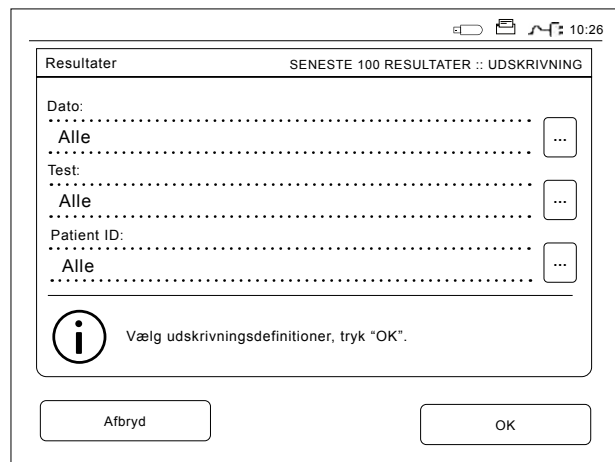 10:26
Resultater SENESTE 100 RESULTATER :: UDSKRIVNING
Dato:
Alle
...
Test:
Alle
...
Patient ID:
Alle
...
Vælg udskrivningsdefinitioner, tryk “OK”.
Afbryd OK